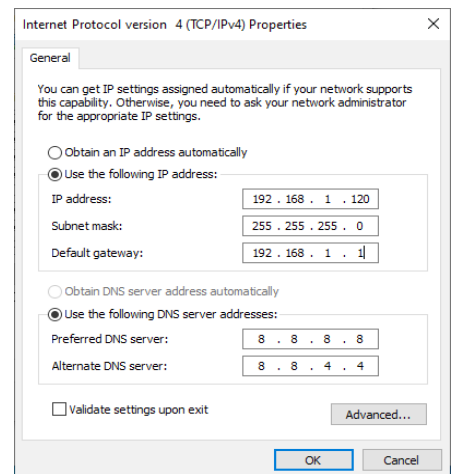 Internet Protocol version 4 (TCP/IPv4) Properties
General
You can get IP settings assigned automatically if your network supports
this capability. Otherwise, you need to ask your network administrator
for the appropriate IP settings.
Obtain an IP address automatically
Use the following IP address:
IP address: 192 . 168 . 1 . 120
Subnet mask: 255 . 255 . 255 . 0
Default gateway: 192 . 168 . 1 . 1
Obtain DNS server address automatically
Use the following DNS server addresses:
Preferred DNS server: 8 . 8 . 8 . 8
Alternate DNS server: 8 . 8 . 4 . 4
Validate settings upon exit
Advanced...
OK Cancel